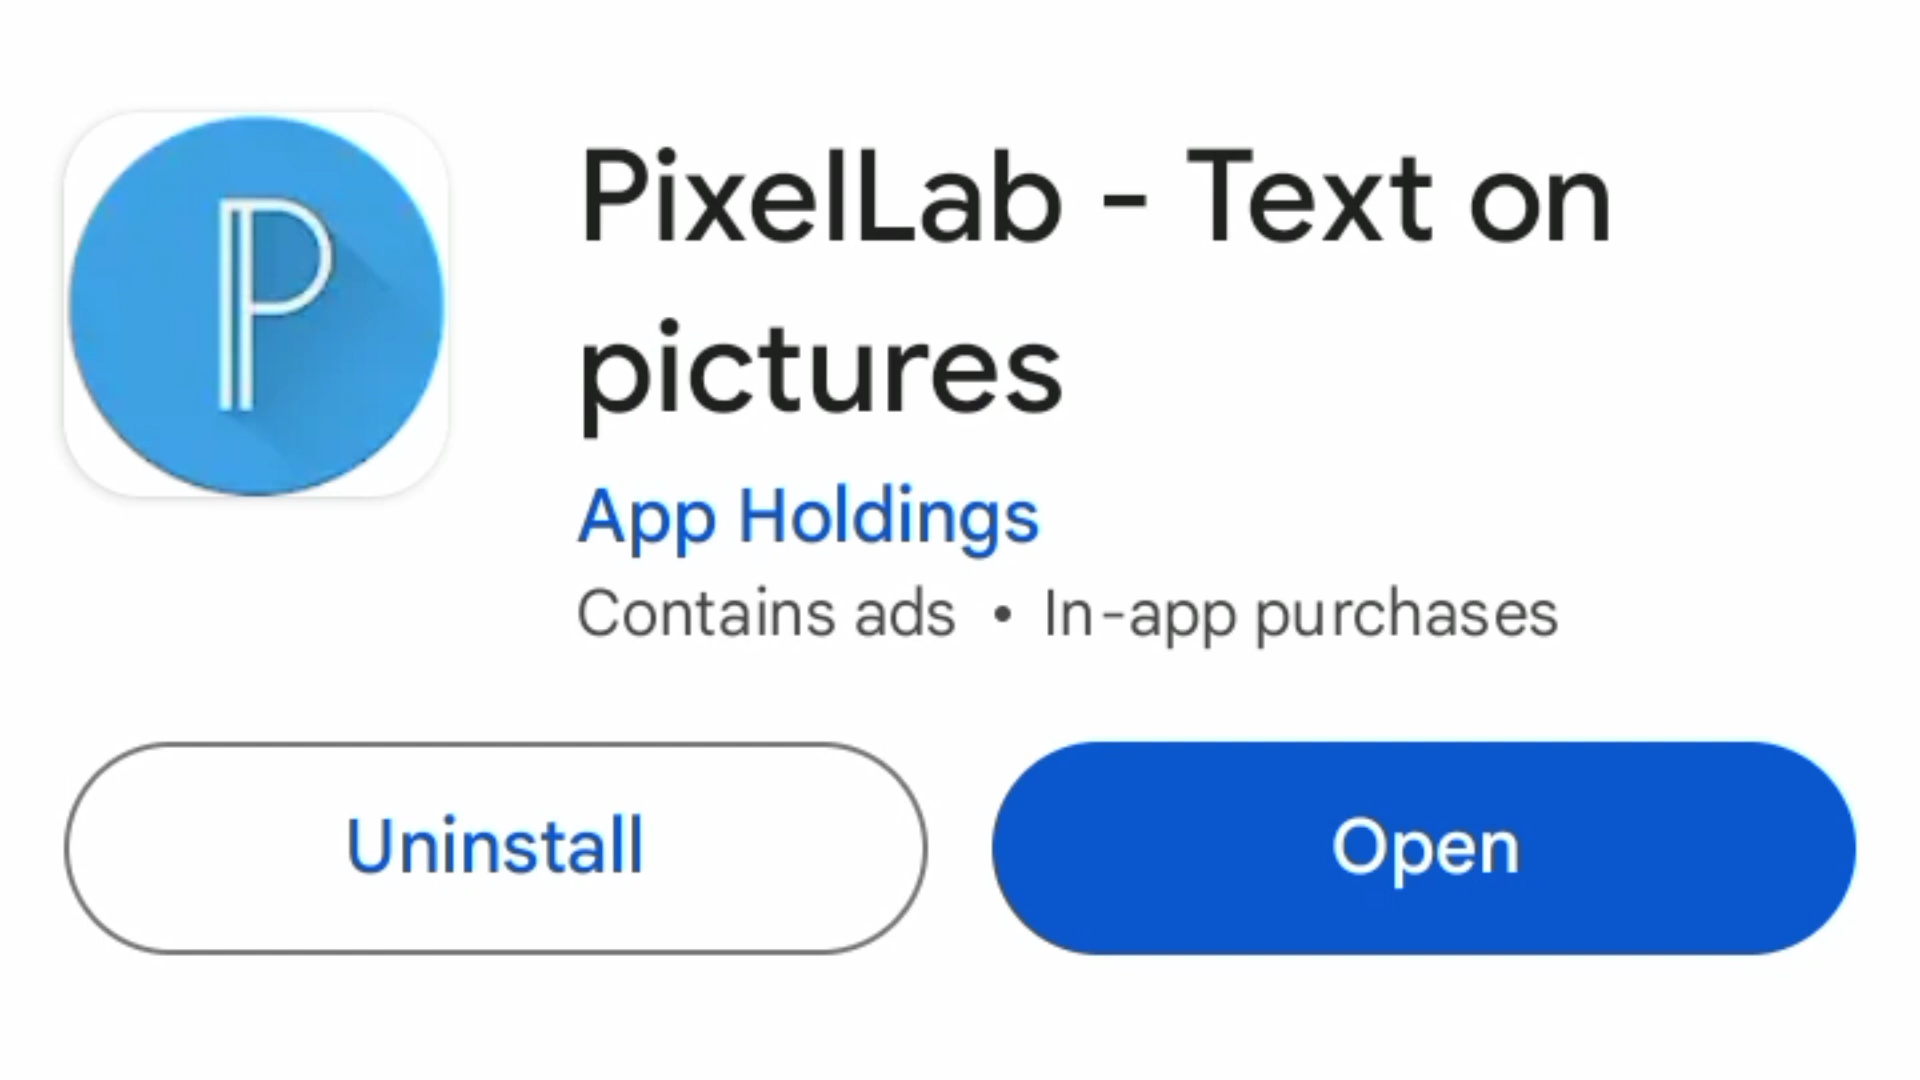 P
PixelLab - Text on
pictures
App Holdings
Contains ads • In-app purchases
Uninstall
Open